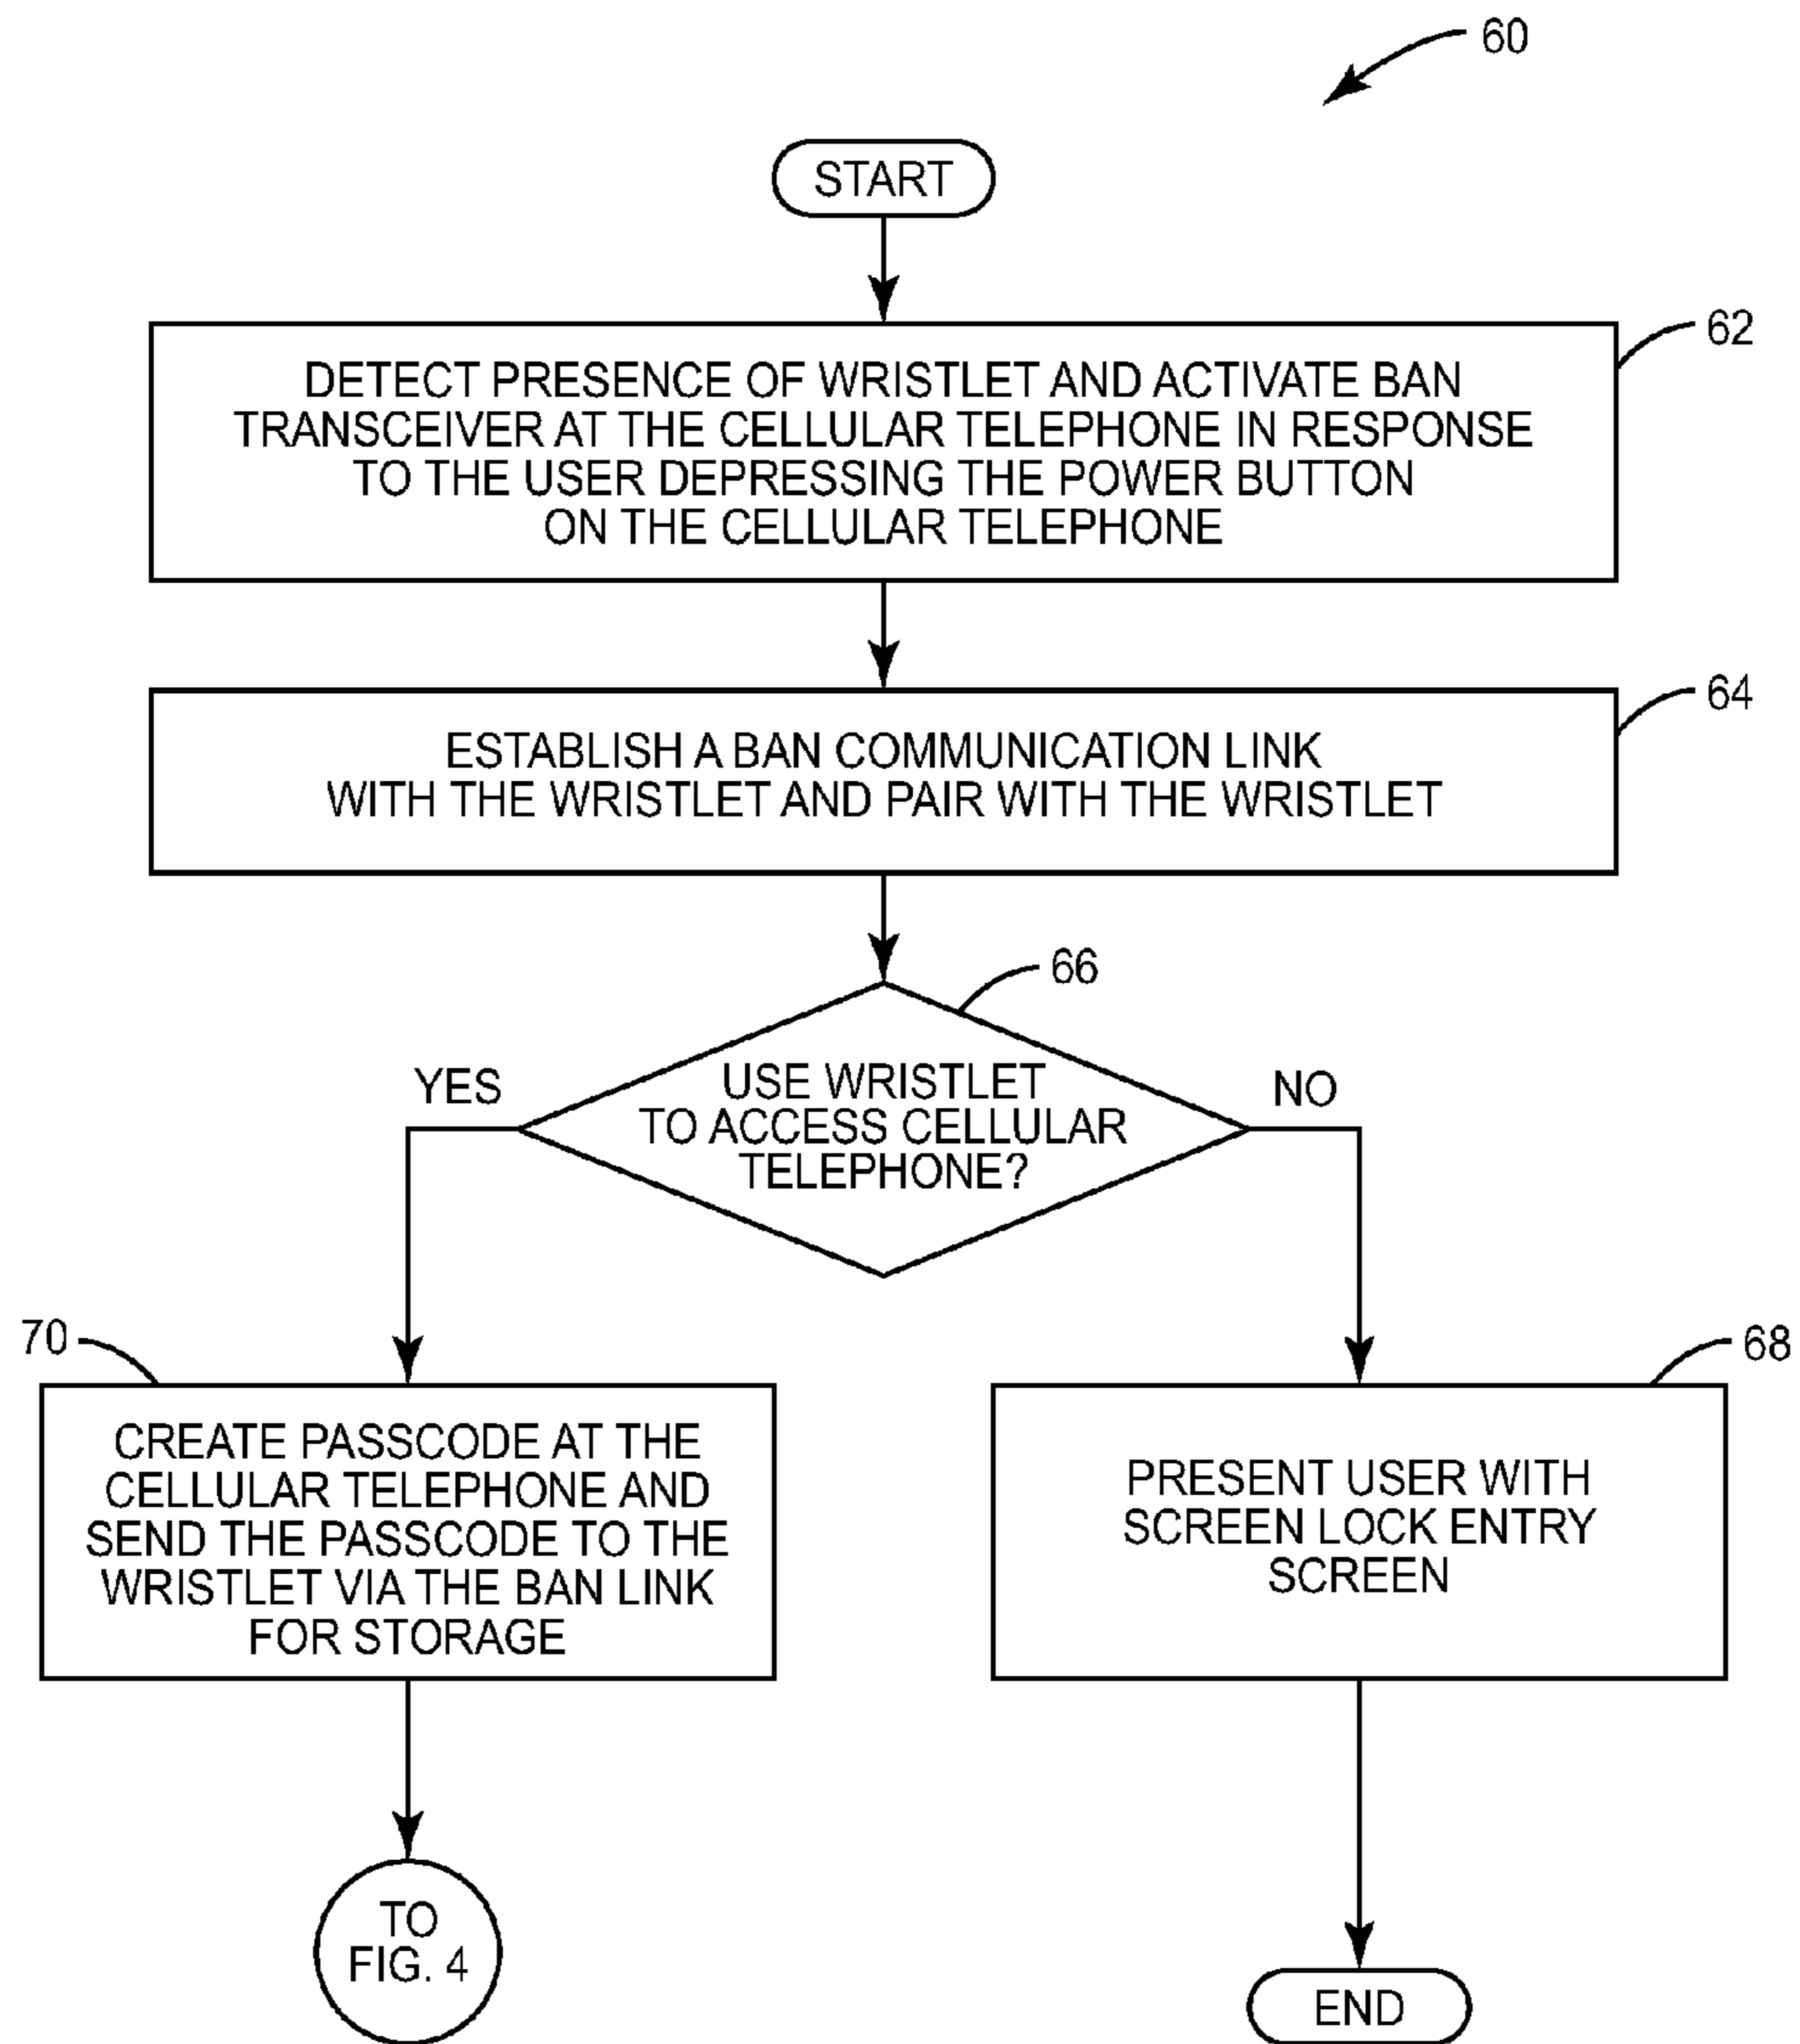 60
START
62
DETECT PRESENCE OF WRISTLET AND ACTIVATE BAN
TRANSCEIVER AT THE CELLULAR TELEPHONE IN RESPONSE
TO THE USER DEPRESSING THE POWER BUTTON
ON THE CELLULAR TELEPHONE
64
ESTABLISH A BAN COMMUNICATION LINK
WITH THE WRISTLET AND PAIR WITH THE WRISTLET
66
YES
USE WRISTLET
TO ACCESS CELLULAR
TELEPHONE?
NO
70
CREATE PASSCODE AT THE
CELLULAR TELEPHONE AND
SEND THE PASSCODE TO THE
WRISTLET VIA THE BAN LINK
FOR STORAGE
68
PRESENT USER WITH
SCREEN LOCK ENTRY
SCREEN
TO
FIG. 4
END